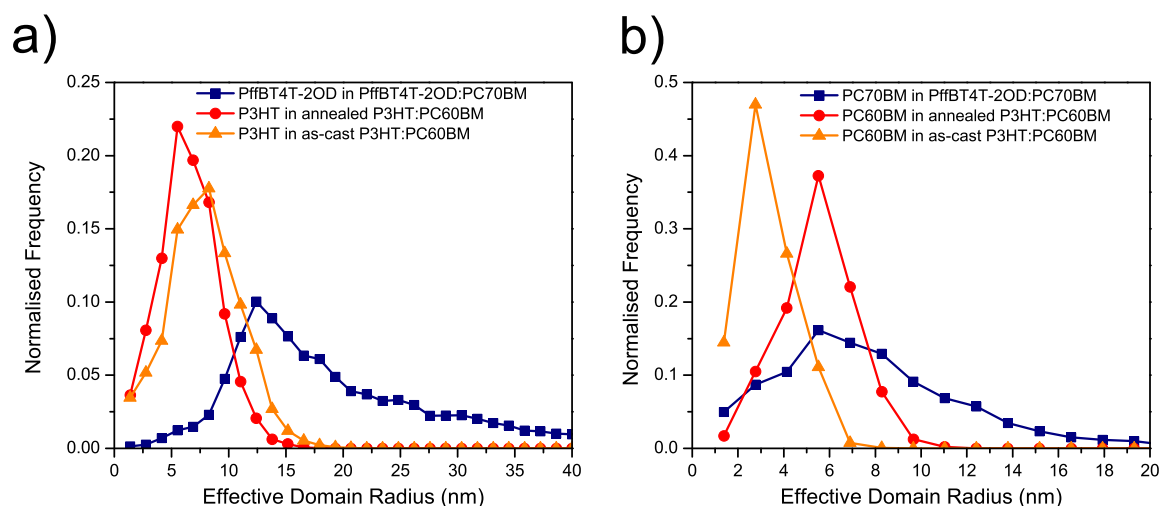 a)
0.25
0.20
0.15
0.10
0.05
0.00
Normalised Frequency
PffBT4T-2OD in PffBT4T-2OD:PC70BM
P3HT in annealed P3HT:PC60BM
P3HT in as-cast P3HT:PC60BM
0 5 10 15 20 25 30 35 40
Effective Domain Radius (nm)
b)
0.5
0.4
0.3
0.2
0.1
0.0
Normalised Frequency
PC70BM in PffBT4T-2OD:PC70BM
PC60BM in annealed P3HT:PC60BM
PC60BM in as-cast P3HT:PC60BM
2 4 6 8 10 12 14 16 18 20
Effective Domain Radius (nm)